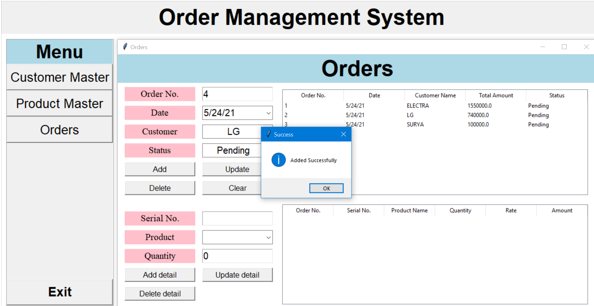 Order Management System
Menu
Customer Master
Product Master
Orders
Exit
Orders
Orders
Order No. 4
Date 5/24/21
Customer LG
Status Pending
Add Update
Delete Clear
Order No. Date Customer Name Total Amount Status
1 5/24/21 ELECTRA 1550000.0 Pending
2 5/24/21 LG 740000.0 Pending
3 5/24/21 SURYA 100000.0 Pending
Success
Added Successfully
OK
Serial No.
Product
Quantity 0
Add detail Update detail
Delete detail
Order No. Serial No. Product Name Quantity Rate Amount